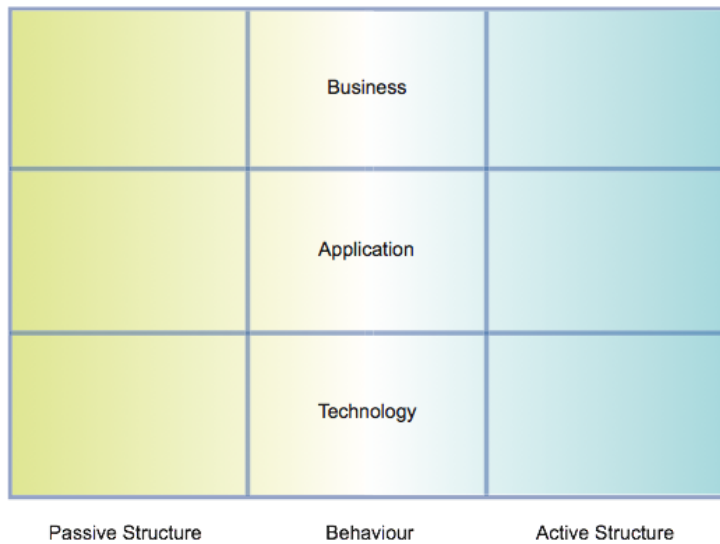 Business
Application
Technology
Passive Structure
Behaviour
Active Structure